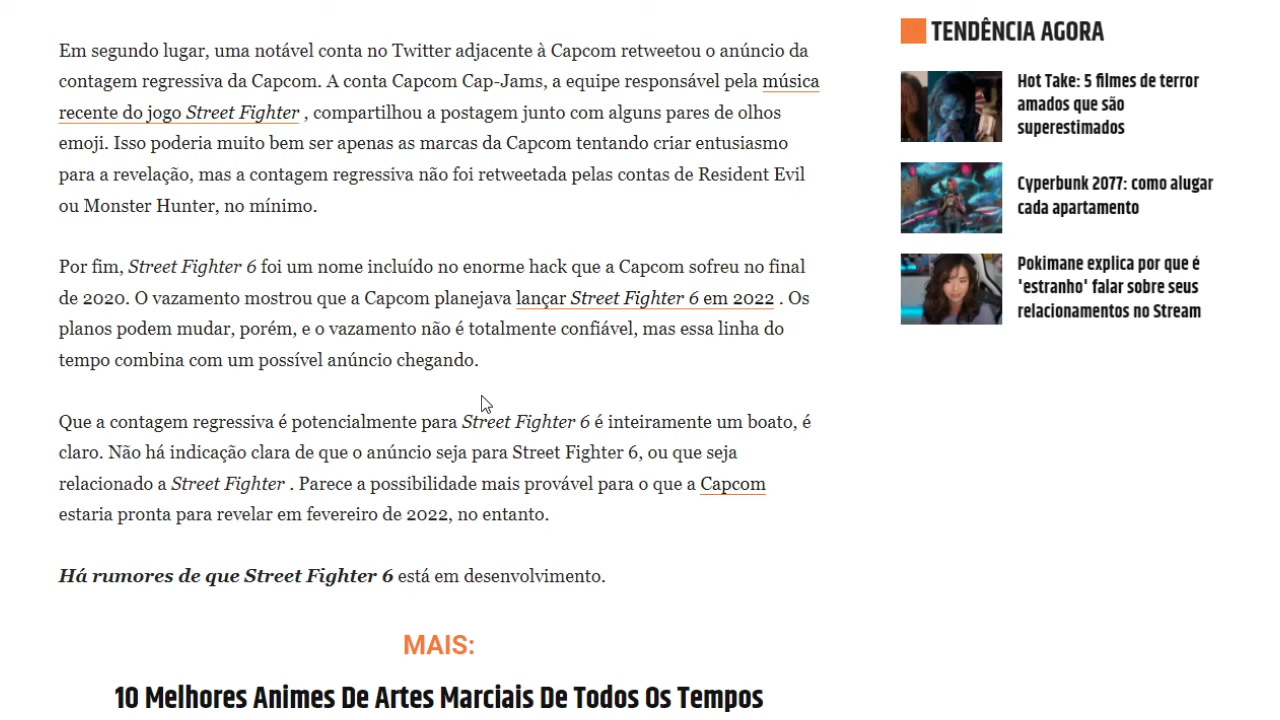 Em segundo lugar, uma notável conta no Twitter adjacente à Capcom retweetou o anúncio da
contagem regressiva da Capcom. A conta Capcom Cap-Jams, a equipe responsável pela música
recente do jogo Street Fighter , compartilhou a postagem junto com alguns pares de olhos
emoji. Isso poderia muito bem ser apenas as marcas da Capcom tentando criar entusiasmo
para a revelação, mas a contagem regressiva não foi retweetada pelas contas de Resident Evil
ou Monster Hunter, no mínimo.
Por fim, Street Fighter 6 foi um nome incluído no enorme hack que a Capcom sofreu no final
de 2020. O vazamento mostrou que a Capcom planejava lançar Street Fighter 6 em 2022 . Os
planos podem mudar, porém, e o vazamento não é totalmente confiável, mas essa linha do
tempo combina com um possível anúncio chegando.
Que a contagem regressiva é potencialmente para Street Fighter 6 é inteiramente um boato, é
claro. Não há indicação clara de que o anúncio seja para Street Fighter 6, ou que seja
relacionado a Street Fighter . Parece a possibilidade mais provável para o que a Capcom
estaria pronta para revelar em fevereiro de 2022, no entanto.
Há rumores de que Street Fighter 6 está em desenvolvimento.
MAIS:
10 Melhores Animes De Artes Marciais De Todos Os Tempos
TENDÊNCIA AGORA
Hot Take: 5 filmes de terror
amados que são
superestimados
Cyperbunk 2077: como alugar
cada apartamento
Pokimane explica por que é
'estranho' falar sobre seus
relacionamentos no Stream